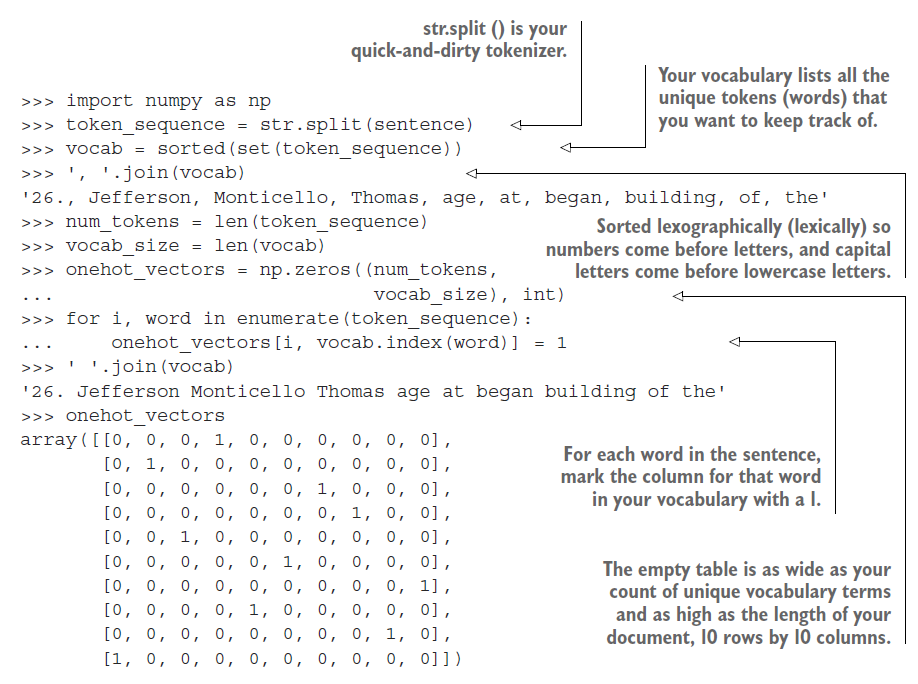 str.split () is your
quick-and-dirty tokenizer.
Your vocabulary lists all the
unique tokens (words) that
you want to keep track of.
>>> import numpy as np
>>> token_sequence = str.split(sentence)
>>> vocab = sorted(set(token_sequence))
>>> ', '.join(vocab)
'26., Jefferson, Monticello, Thomas, age, at, began, building, of, the'
>>> num_tokens = len(token_sequence)
>>> vocab_size = len(vocab)
>>> onehot_vectors = np.zeros((num_tokens,
...                            vocab_size), int)
>>> for i, word in enumerate(token_sequence):
...     onehot_vectors[i, vocab.index(word)] = 1
>>> ' '.join(vocab)
'26. Jefferson Monticello Thomas age at began building of the'
>>> onehot_vectors
array([[0, 0, 0, 1, 0, 0, 0, 0, 0, 0],
       [0, 1, 0, 0, 0, 0, 0, 0, 0, 0],
       [0, 0, 0, 0, 0, 0, 1, 0, 0, 0],
       [0, 0, 0, 0, 0, 0, 0, 1, 0, 0],
       [0, 0, 1, 0, 0, 0, 0, 0, 0, 0],
       [0, 0, 0, 0, 0, 1, 0, 0, 0, 0],
       [0, 0, 0, 0, 0, 0, 0, 0, 0, 1],
       [0, 0, 0, 0, 1, 0, 0, 0, 0, 0],
       [0, 0, 0, 0, 0, 0, 0, 0, 1, 0],
       [1, 0, 0, 0, 0, 0, 0, 0, 0, 0]])
Sorted lexographically (lexically) so
numbers come before letters, and capital
letters come before lowercase letters.
For each word in the sentence,
mark the column for that word
in your vocabulary with a 1.
The empty table is as wide as your
count of unique vocabulary terms
and as high as the length of your
document, 10 rows by 10 columns.